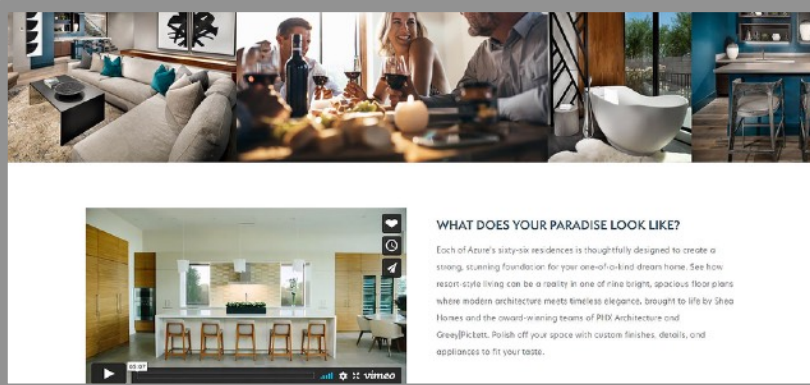 WHAT DOES YOUR PARADISE LOOK LIKE?
Each of Azure's sixty-six residences is thoughtfully designed to create a
strong, stunning foundation for your one-of-a-kind dream home. See how
resort-style living can be a reality in one of nine bright, spacious floor plans
where modern architecture meets timeless elegance, brought to life by Shea
Homes and the award-winning teams of PHX Architecture and
Greey|Pickett. Polish off your space with custom finishes, details, and
appliances to fit your taste.
03:07
vimeo